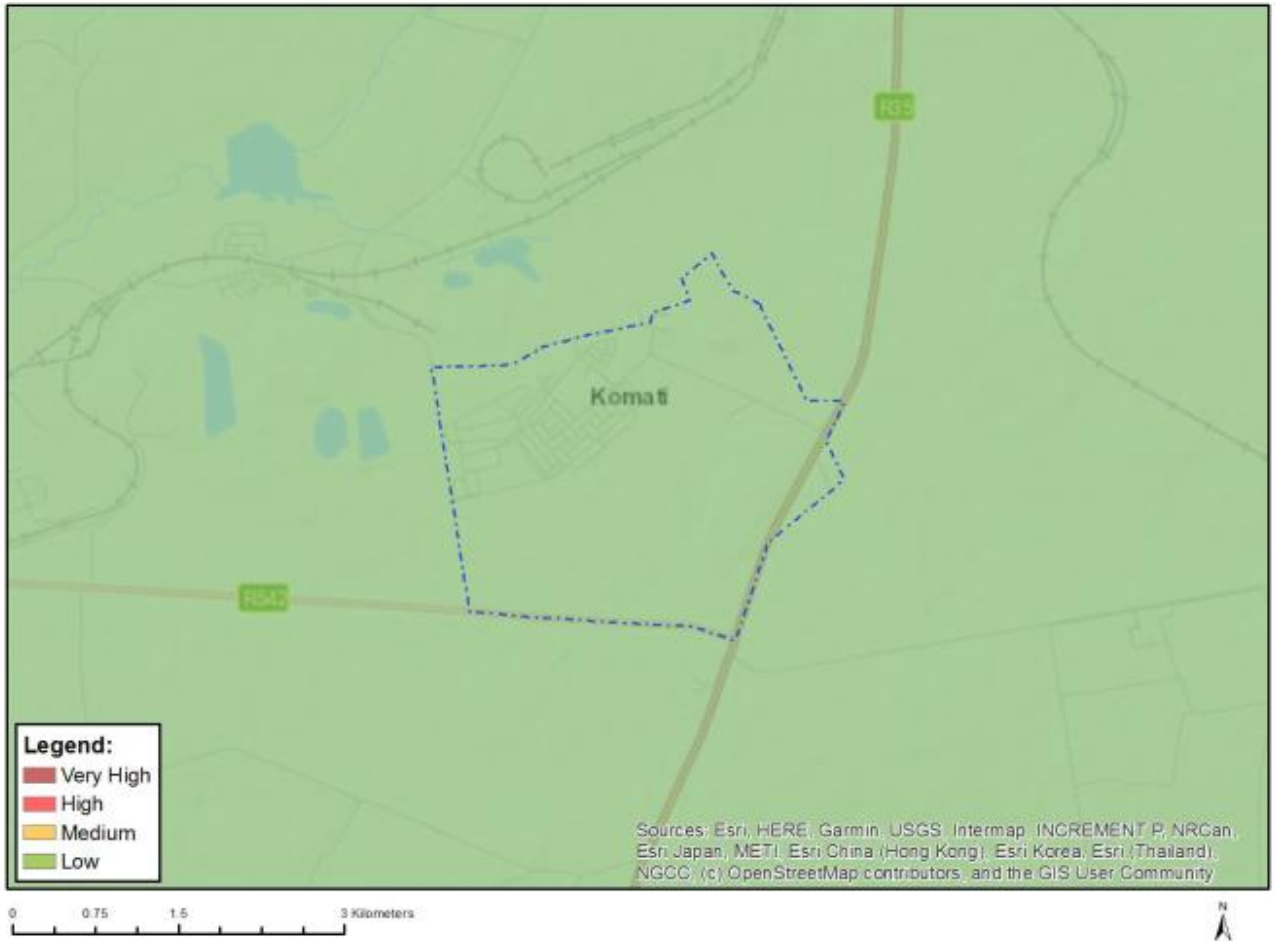 R35
Komati
R542
Legend:
Very High
High
Medium
Low
Sources: Esri, HERE, Garmin, USGS, Intermap, INCREMENT P, NRCan,
Esri Japan, METI, Esri China (Hong Kong), Esri Korea, Esri (Thailand),
NGCC, (c) OpenStreetMap contributors, and the GIS User Community
0 0.75 1.5 3 Kilometers
N